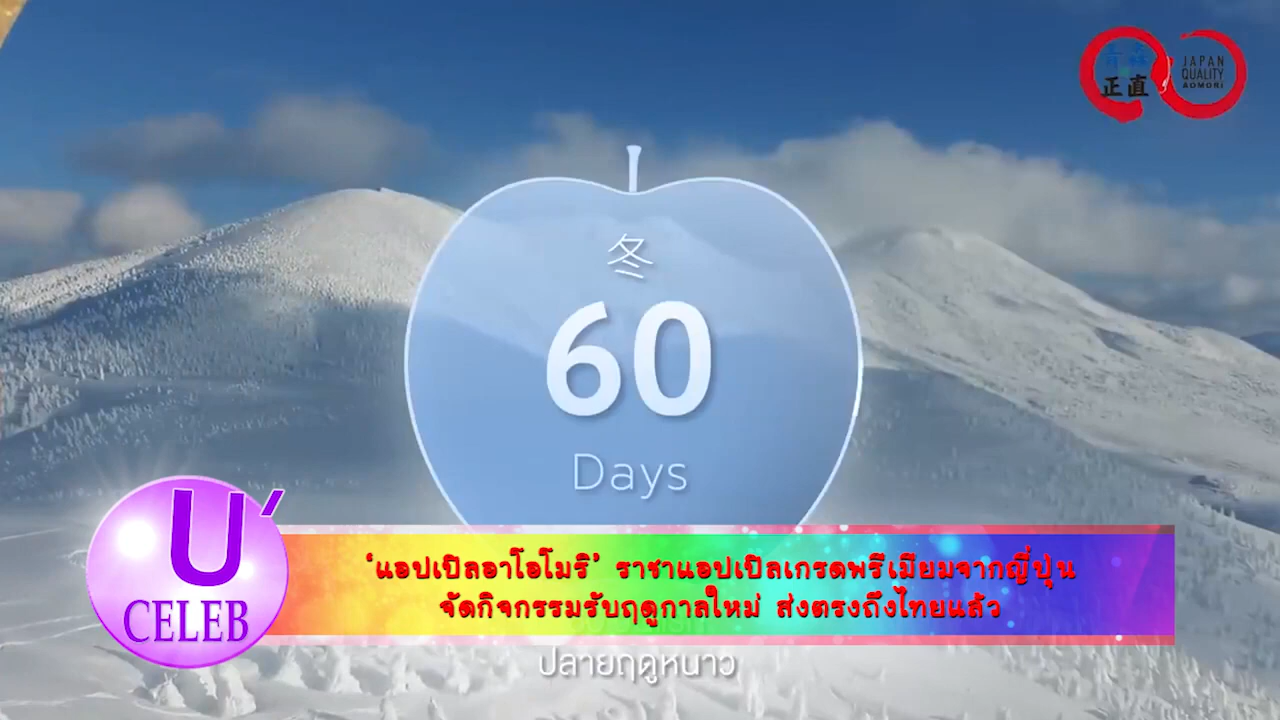 青森
正直
JAPAN
QUALITY
AOMORI
冬
60
Days
U'
CELEB
‘แอปเปิลอาโอโมริ’ ราชาแอปเปิลเกรดพรีเมียมจากญี่ปุ่น
จัดกิจกรรมรับฤดูกาลใหม่ ส่งตรงถึงไทยแล้ว
ปลายฤดูหนาว